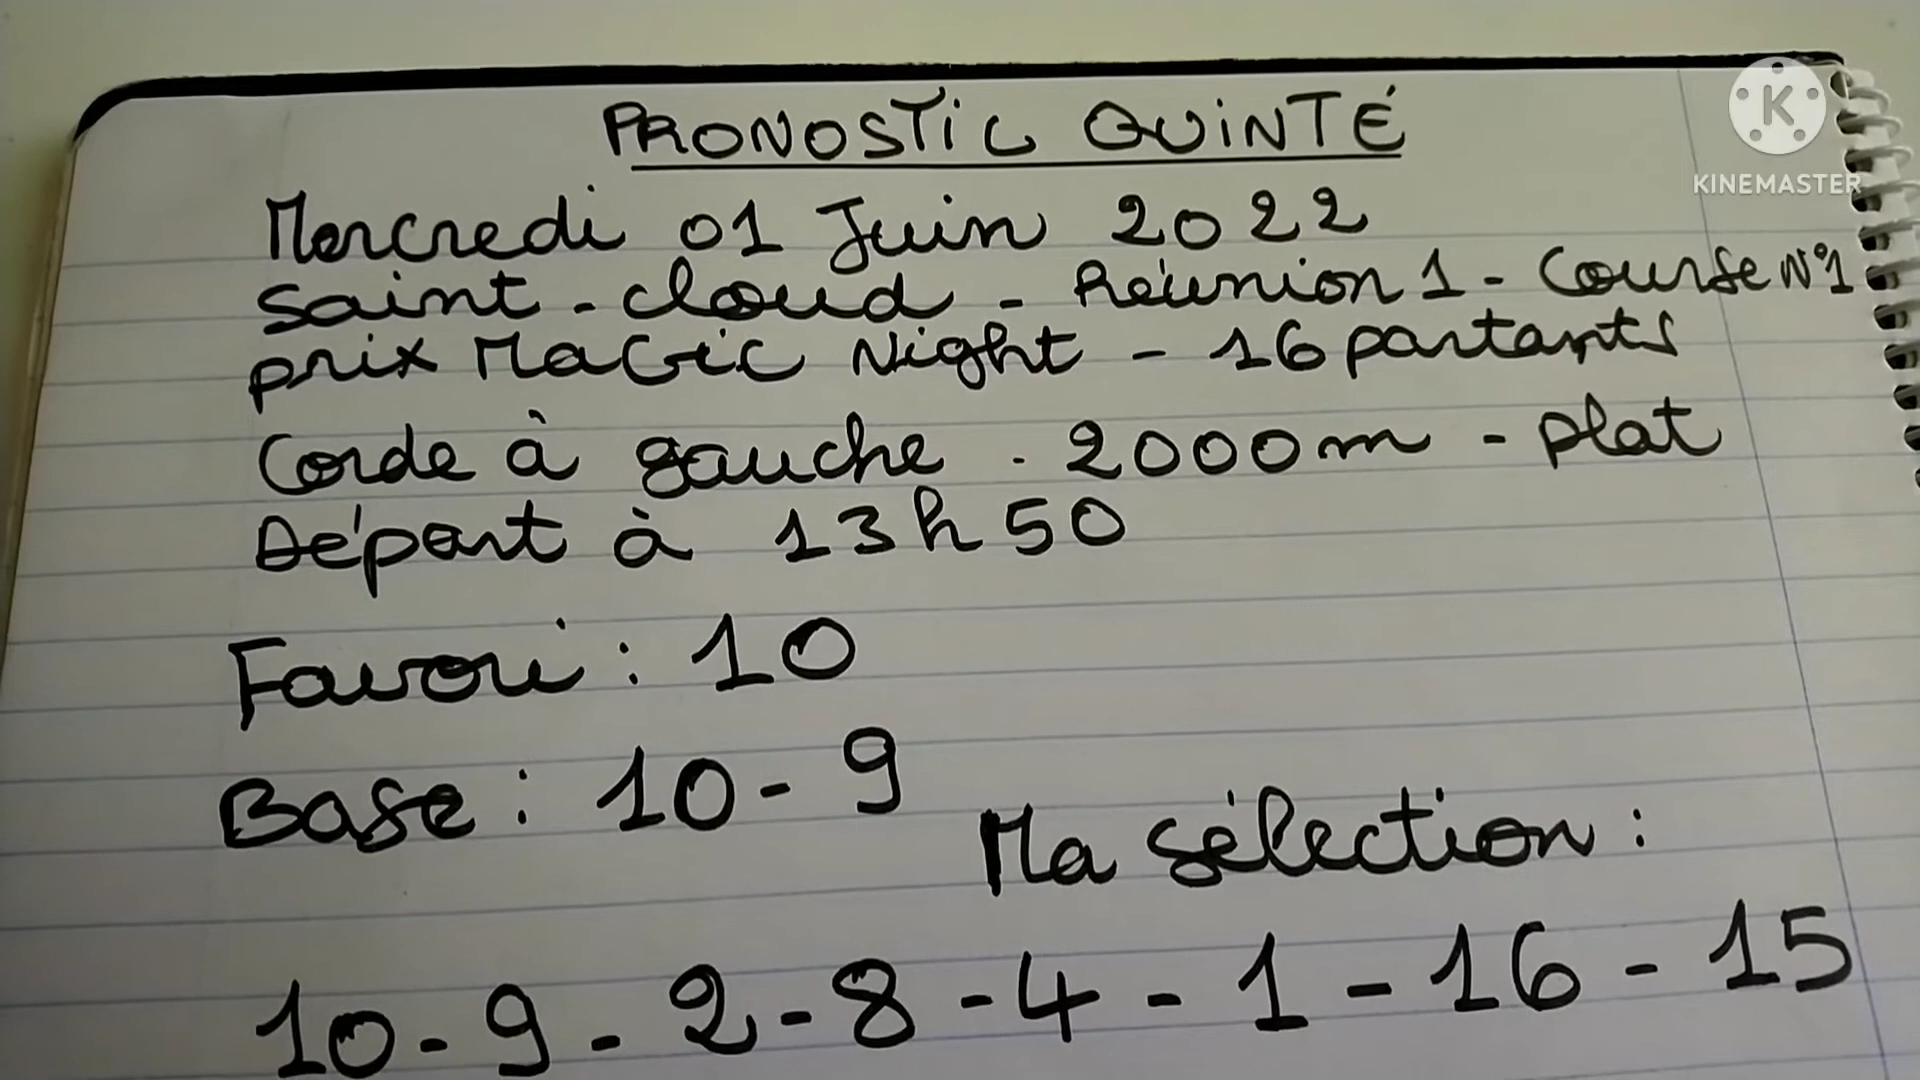 PRONOSTIC QUINTÉ
Mercredi 01 Juin 2022
Saint-Cloud - Réunion 1 - Course N°1
prix Magic Night - 16 partants
Corde à gauche. 2000m - plat
Départ à 13h50
Favori : 10
Base : 10 - 9
Ma sélection :
10 - 9 - 2 - 8 - 4 - 1 - 16 - 15
K
KINEMASTER